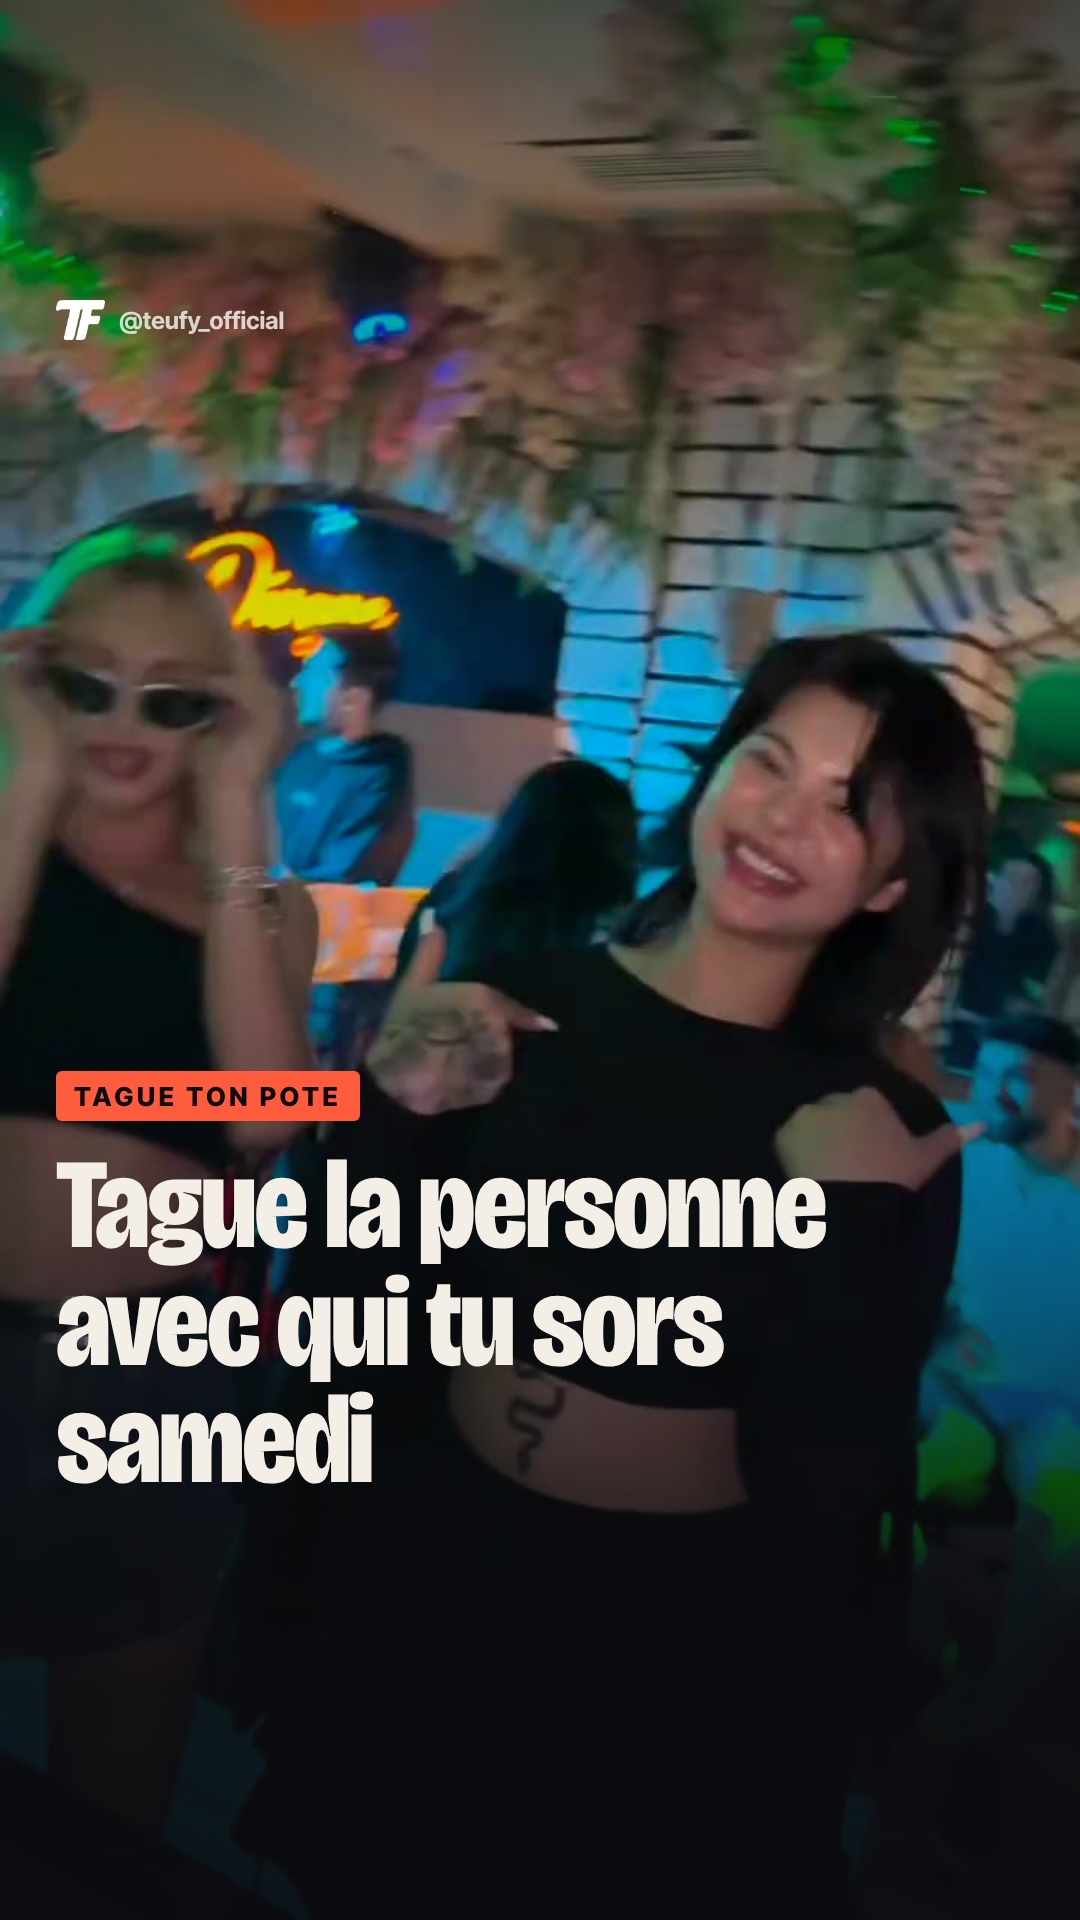 TF @teufy_official
TAGUE TON POTE
Tague la personne
avec qui tu sors
samedi